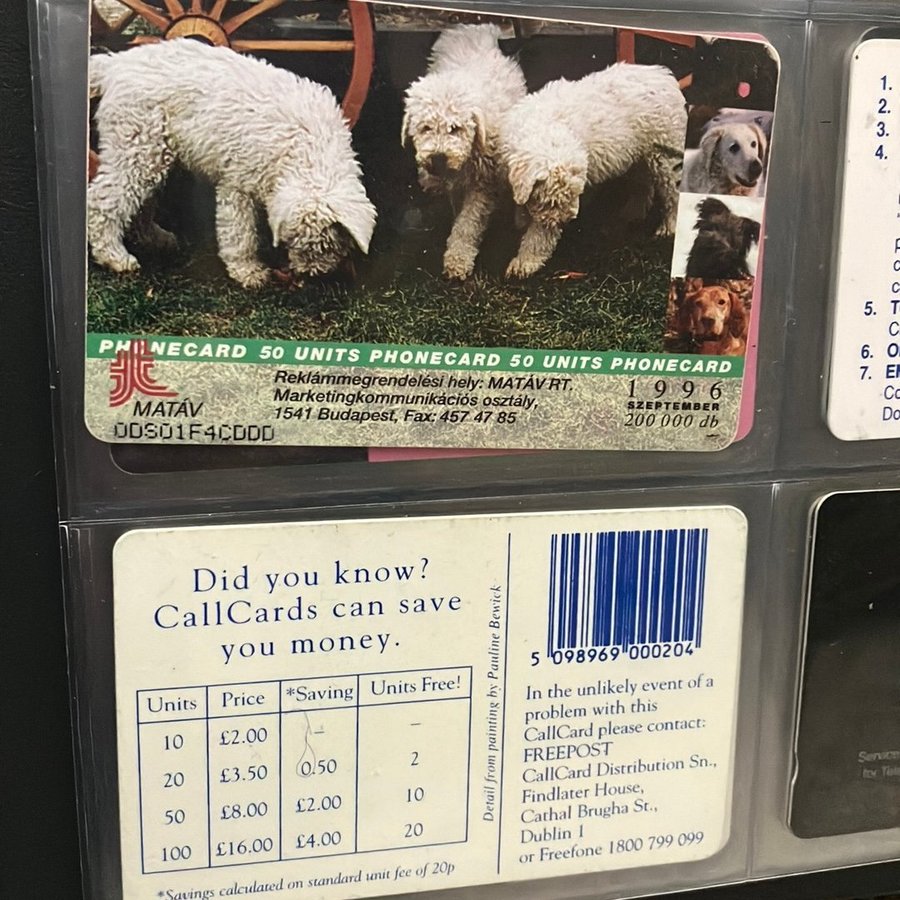 PHONECARD 50 UNITS PHONECARD 50 UNITS PHONECARD
MATÁV
ODS01F4CDDD
Reklámmegrendelési hely: MATÁV RT.
Marketingkommunikációs osztály,
1541 Budapest, Fax: 457 47 85
1996
SZEPTEMBER
200 000 db
1.
2.
3.
4.
5.
6.
7.
Did you know?
CallCards can save
you money.
Units Price *Saving Units Free!
10 £2.00 – –
20 £3.50 0.50 2
50 £8.00 £2.00 10
100 £16.00 £4.00 20
*Savings calculated on standard unit fee of 20p
Detail from painting by Pauline Bewick
5 098969 000204
In the unlikely event of a
problem with this
CallCard please contact:
FREEPOST
CallCard Distribution Sn.,
Findlater House,
Cathal Brugha St.,
Dublin 1
or Freefone 1800 799 099